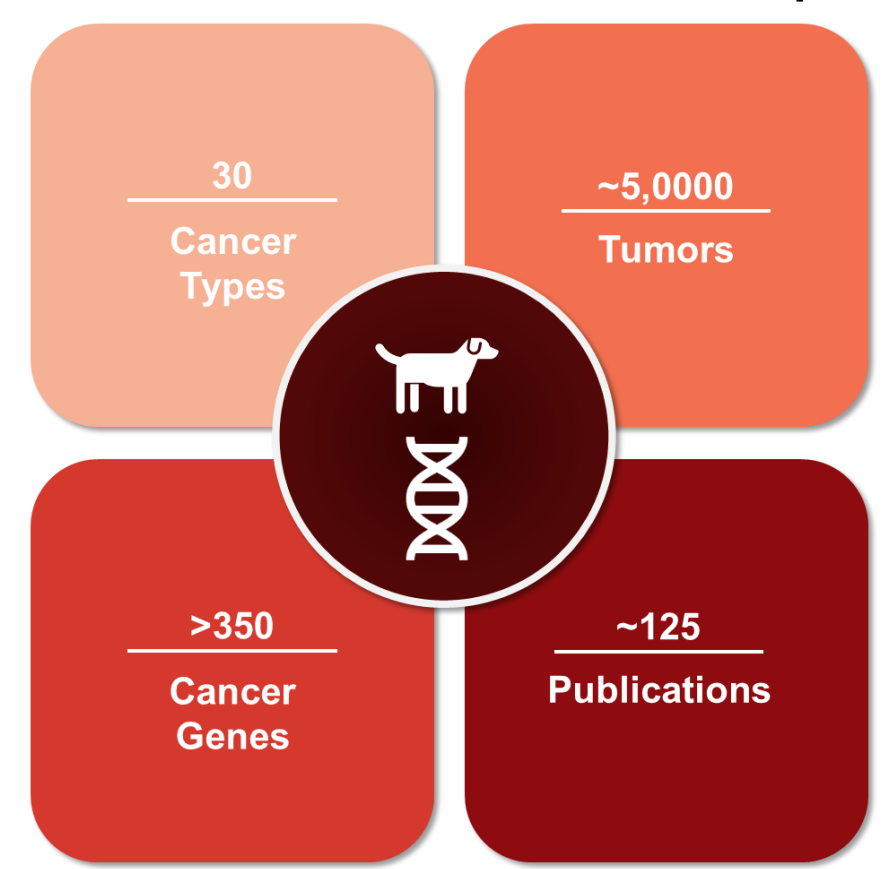 30
Cancer
Types
~5,0000
Tumors
>350
Cancer
Genes
~125
Publications